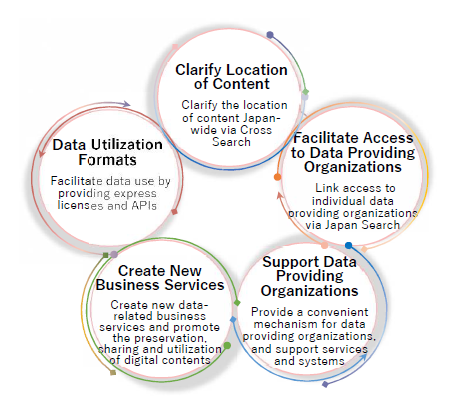 Clarify Location
of Content
Clarify the location
of content Japan-
wide via Cross
Search
Facilitate Access
to Data Providing
Organizations
Link access to
individual data
providing organizations
via Japan Search
Support Data
Providing
Organizations
Provide a convenient
mechanism for data
providing organizations,
and support services
and systems
Create New
Business Services
Create new data-
related business
services and promote
the preservation,
sharing and utilization
of digital contents
Data Utilization
Formats
Facilitate data use by
providing express
licenses and APIs